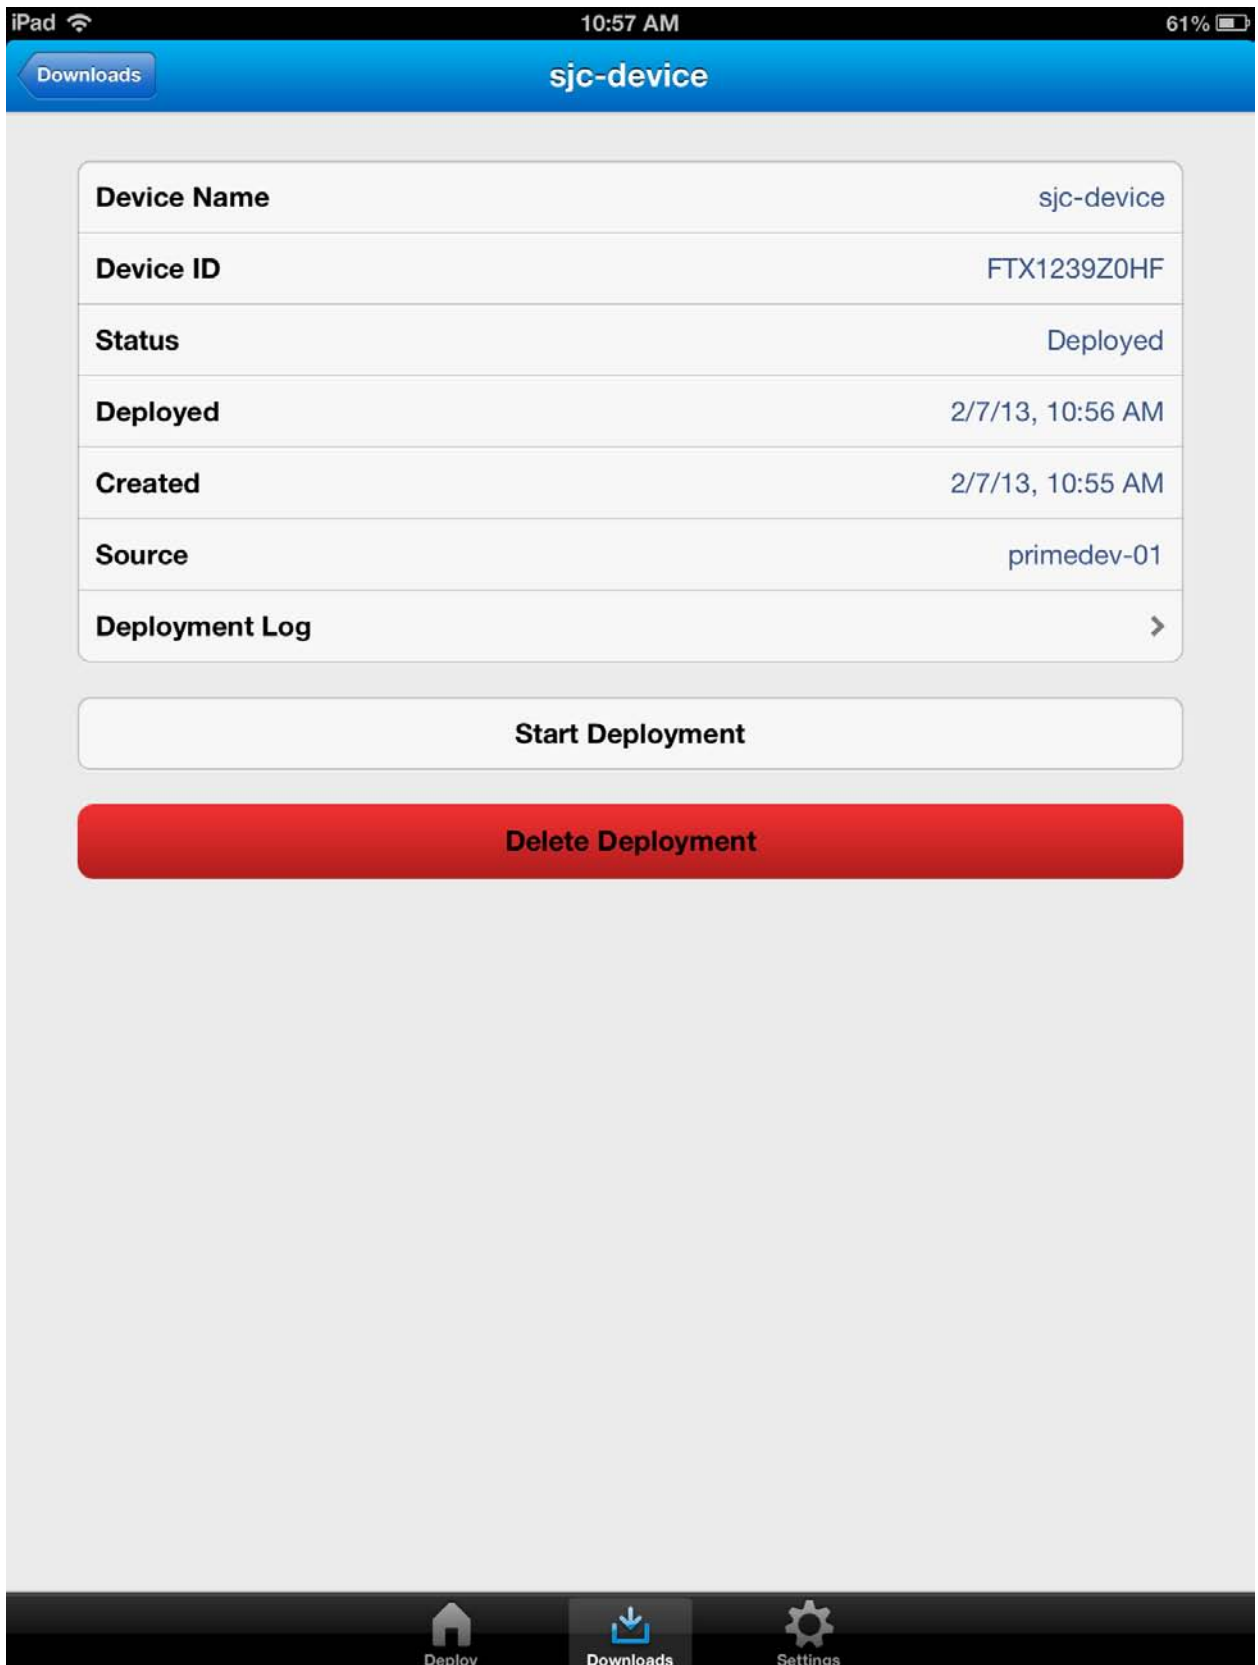 iPad 10:57 AM 61%
Downloads sjc-device
Device Name sjc-device
Device ID FTX1239Z0HF
Status Deployed
Deployed 2/7/13, 10:56 AM
Created 2/7/13, 10:55 AM
Source primedev-01
Deployment Log
Start Deployment
Delete Deployment
Deploy Downloads Settings